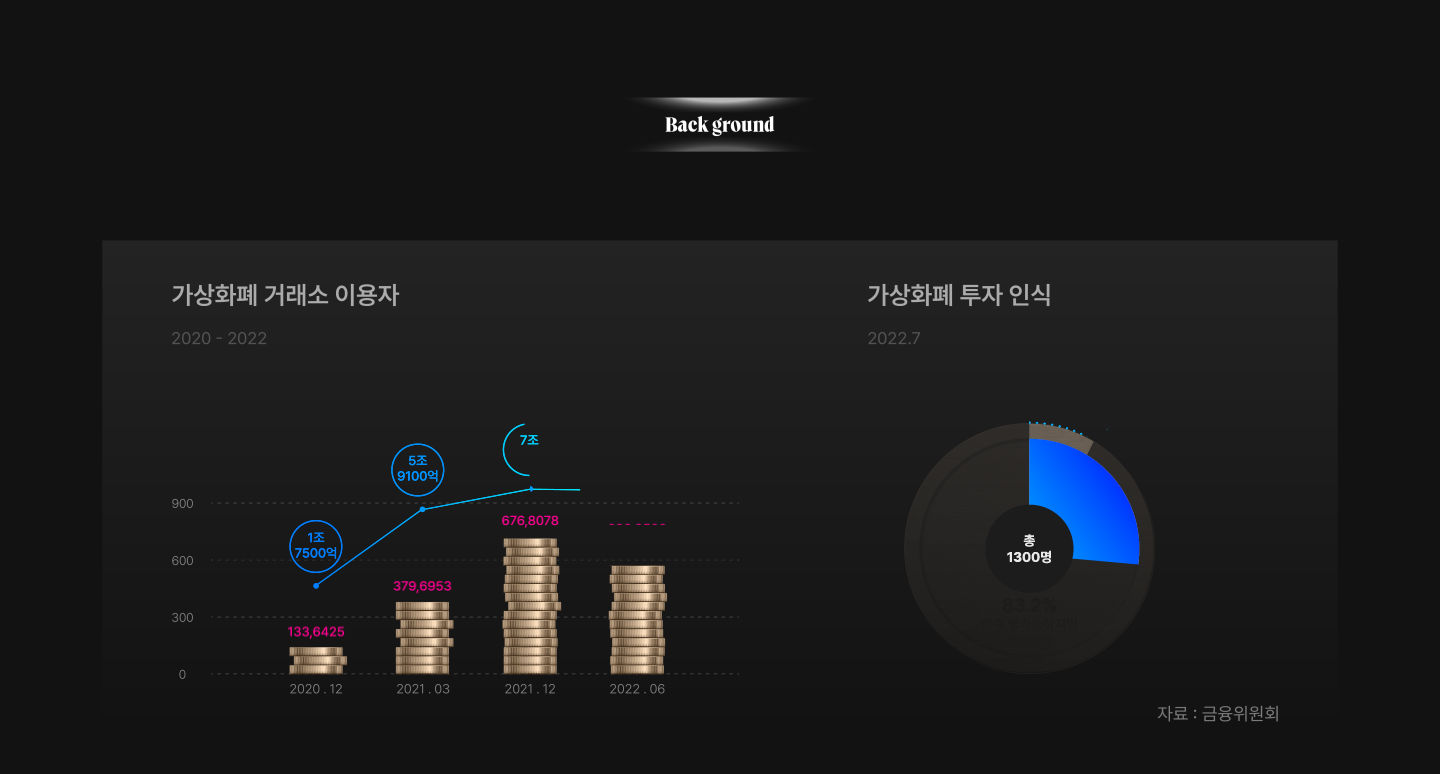 Back ground
가상화폐 거래소 이용자
2020 - 2022
가상화폐 투자 인식
2022.7
7조
5조
9100억
900
676,8078
1조
7500억
600
379,6953
300
133,6425
0
2020 . 12
2021 . 03
2021 . 12
2022 . 06
총
1300명
83.2%
자료 : 금융위원회